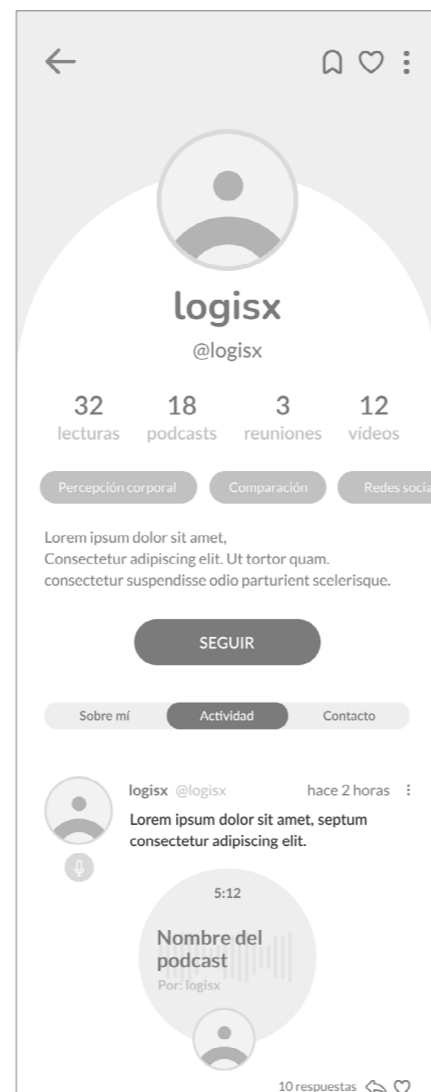 logisx
@logisx
32 18 3 12
lecturas podcasts reuniones vídeos
Percepción corporal Comparación Redes socia
Lorem ipsum dolor sit amet,
Consectetur adipiscing elit. Ut tortor quam.
consectetur suspendisse odio parturient scelerisque.
SEGUIR
Sobre mí Actividad Contacto
logisx @logisx hace 2 horas
Lorem ipsum dolor sit amet, septum
consectetur adipiscing elit.
5:12
Nombre del
podcast
Por: logisx
10 respuestas